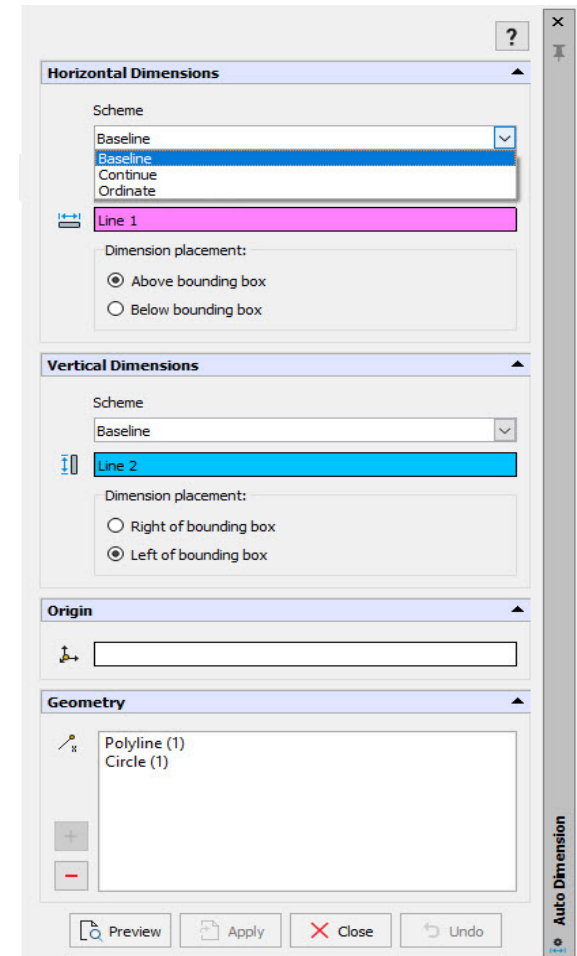 ?
×
Horizontal Dimensions
Scheme
Baseline
Baseline
Continue
Ordinate
Line 1
Dimension placement:
Above bounding box
Below bounding box
Vertical Dimensions
Scheme
Baseline
Line 2
Dimension placement:
Right of bounding box
Left of bounding box
Origin
Geometry
Polyline (1)
Circle (1)
+
−
Preview
Apply
Close
Undo
Auto Dimension